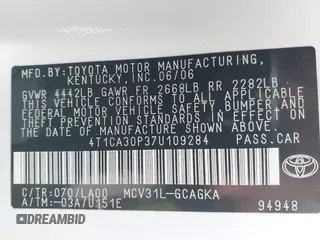 MFD.BY:TOYOTA MOTOR MANUFACTURING,
KENTUCKY, INC. 06/06
GVWR 4442LB GAWR FR 2668LB RR 2282LB
THIS VEHICLE CONFORMS TO ALL APPLICABLE
FEDERAL MOTOR VEHICLE SAFETY, BUMPER, AND
THEFT PREVENTION STANDARDS IN EFFECT ON
THE DATE OF MANUFACTURE SHOWN ABOVE.
4T1CA30P37U109284 PASS.CAR
C/TR:070/LA00 MCV31L-GCAGKA
A/TM:-03A/U151E
TOYOTA
94948